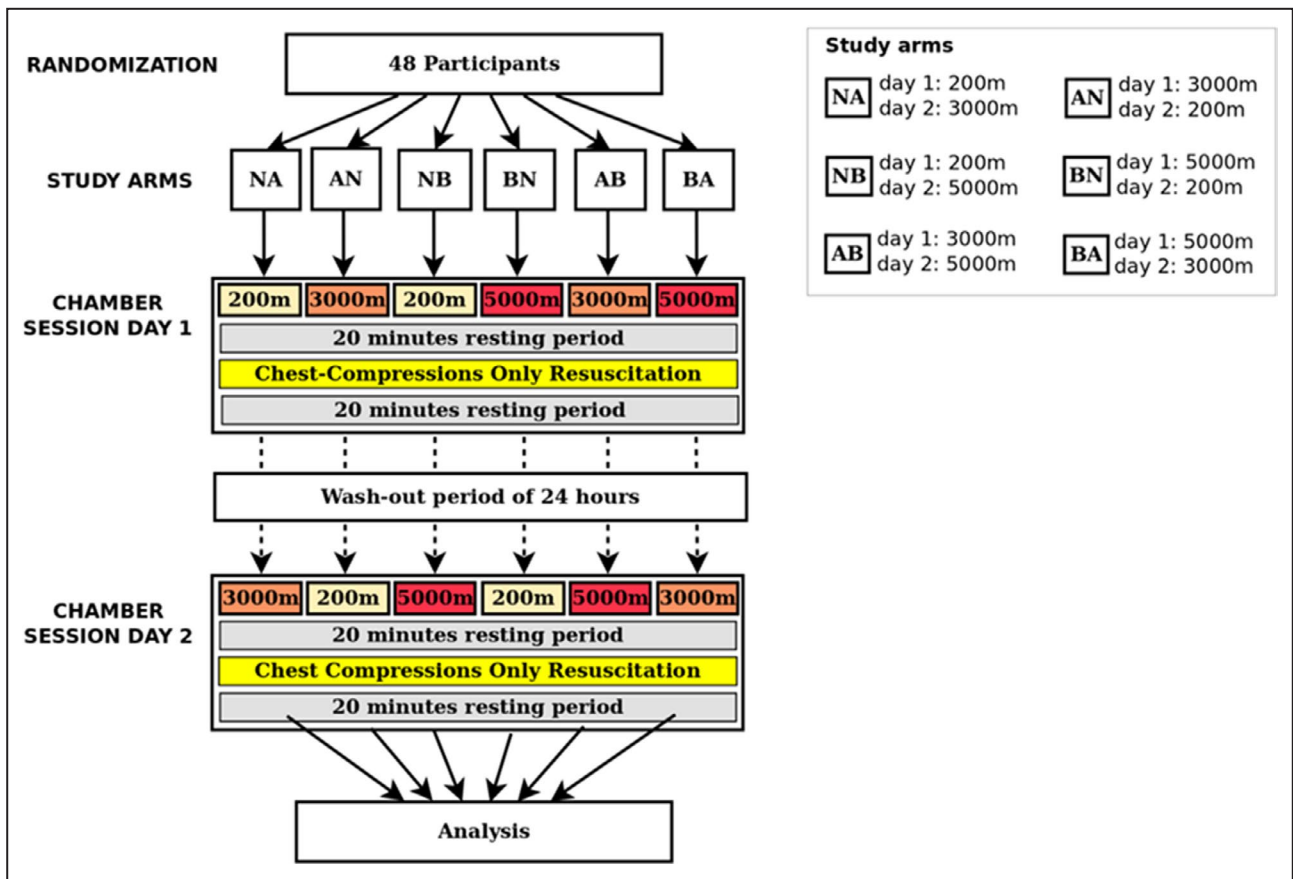 RANDOMIZATION
48 Participants
STUDY ARMS
NA AN NB BN AB BA
CHAMBER
SESSION DAY 1
200m 3000m 200m 5000m 3000m 5000m
20 minutes resting period
Chest-Compressions Only Resuscitation
20 minutes resting period
Wash-out period of 24 hours
CHAMBER
SESSION DAY 2
3000m 200m 5000m 200m 5000m 3000m
20 minutes resting period
Chest Compressions Only Resuscitation
20 minutes resting period
Analysis
Study arms
NA
day 1: 200m
day 2: 3000m
AN
day 1: 3000m
day 2: 200m
NB
day 1: 200m
day 2: 5000m
BN
day 1: 5000m
day 2: 200m
AB
day 1: 3000m
day 2: 5000m
BA
day 1: 5000m
day 2: 3000m